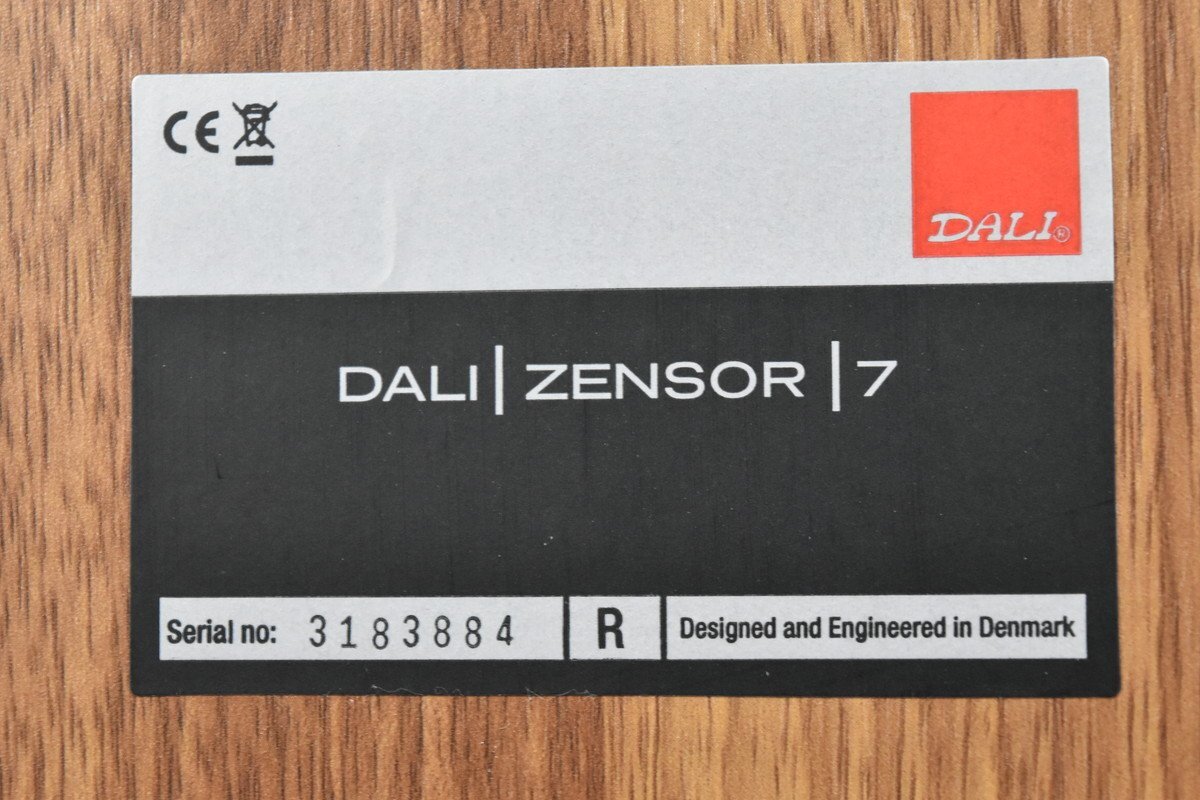 CE
DALI®
DALI | ZENSOR | 7
Serial no: 3183884 R Designed and Engineered in Denmark